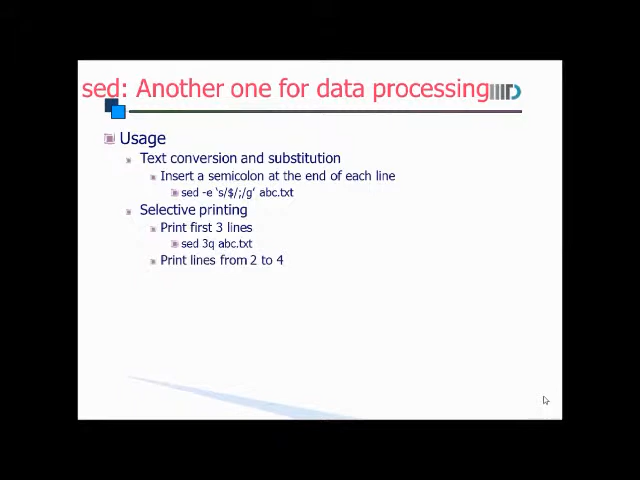 sed: Another one for data processing
Usage
Text conversion and substitution
Insert a semicolon at the end of each line
sed -e ‘s/$/;/g’ abc.txt
Selective printing
Print first 3 lines
sed 3q abc.txt
Print lines from 2 to 4